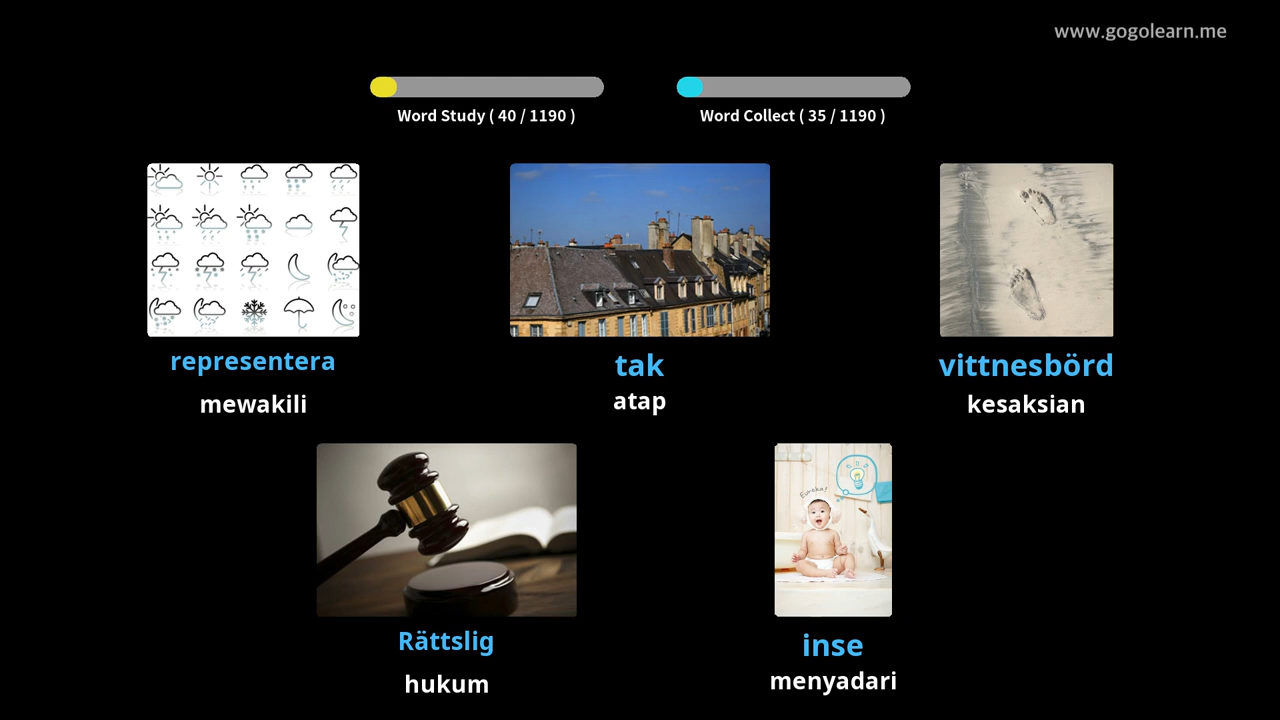 www.gogolearn.me
Word Study ( 40 / 1190 )
Word Collect ( 35 / 1190 )
representera
mewakili
tak
atap
vittnesbörd
kesaksian
Eureka!
Rättslig
hukum
inse
menyadari